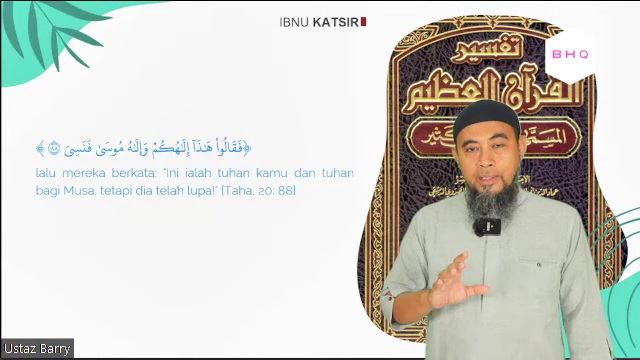 IBNU KATSIR
BHQ
تفسير
القرآن العظيم
﴿فَقَالُوا۟ هَـٰذَآ إِلَـٰهُكُمْ وَإِلَـٰهُ مُوسَىٰ فَنَسِىَ ۝٨٨﴾
lalu mereka berkata: "Ini ialah tuhan kamu dan tuhan
bagi Musa, tetapi dia telah lupa!" [Taha, 20: 88]
Ustaz Barry